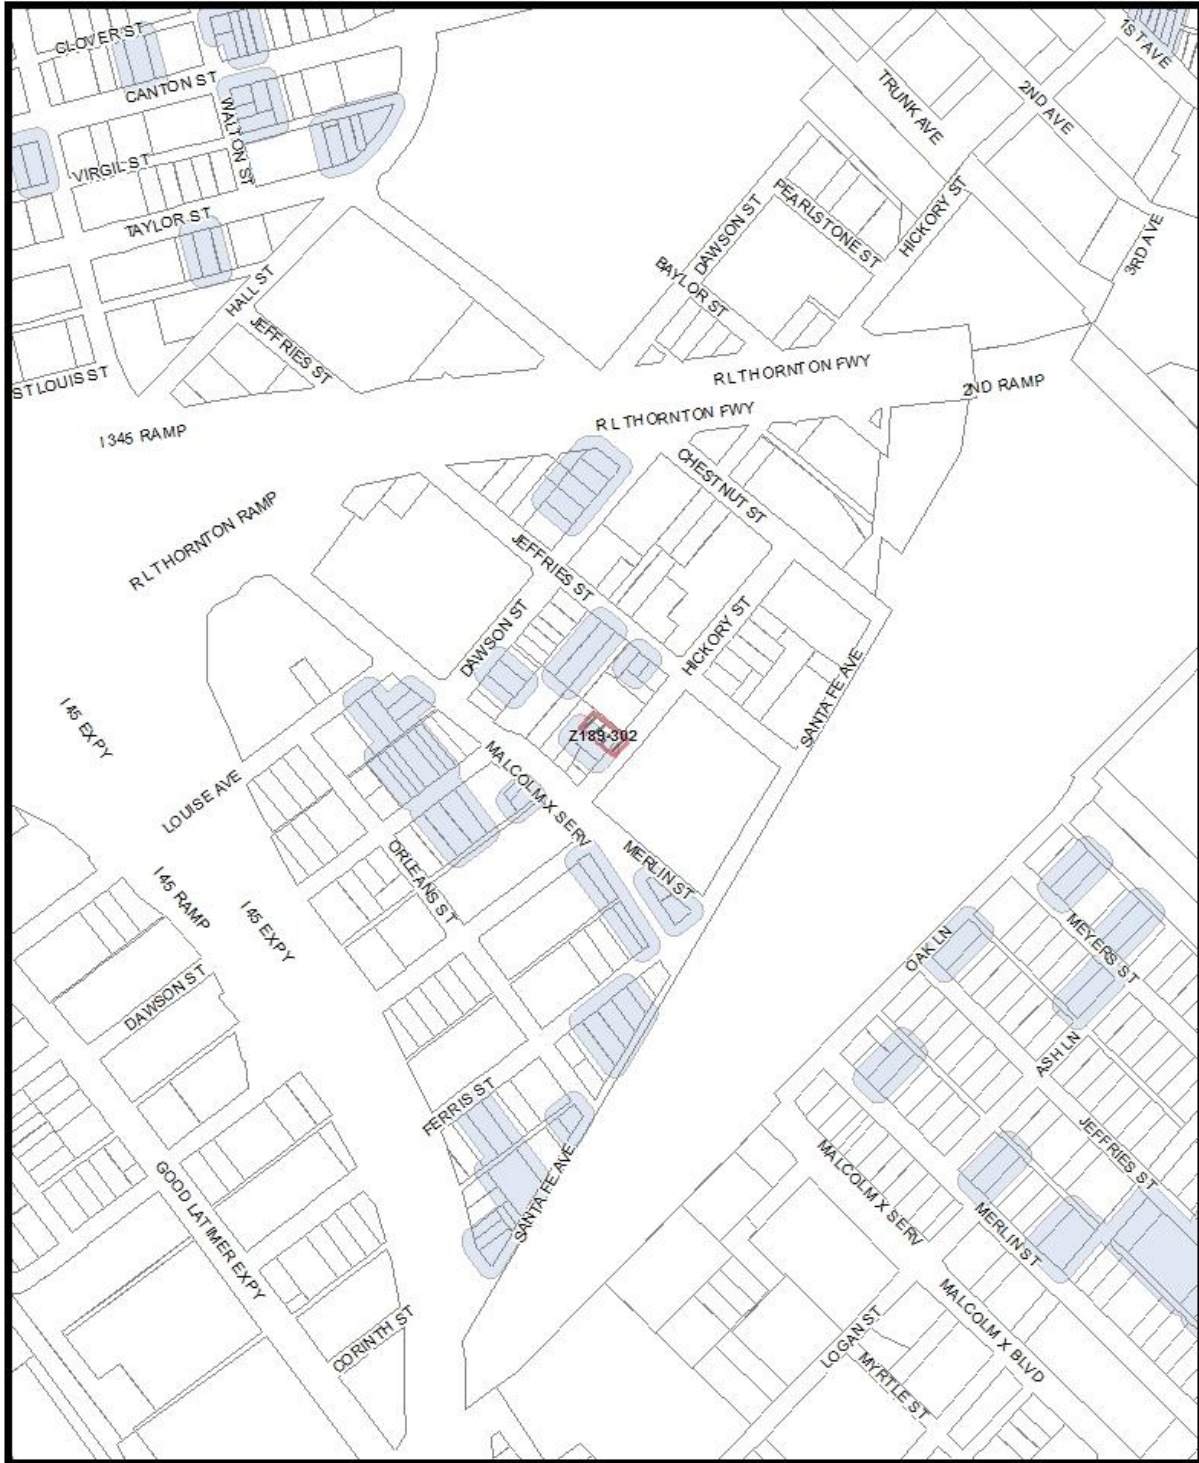 GLOVER ST
1ST AVE
CANTON ST
WALTON ST
TRUNK AVE
2ND AVE
VIRGIL ST
TAYLOR ST
PEARLSTONE ST
HICKORY ST
DAWSON ST
BAYLOR ST
3RD AVE
HALL ST
JEFFRIES ST
ST LOUIS ST
R L THORNTON FWY
2ND RAMP
R L THORNTON FWY
I 345 RAMP
CHESTNUT ST
R L THORNTON RAMP
JEFFRIES ST
DAWSON ST
HICKORY ST
SANTA FE AVE
I 45 EXPY
Z189-302
MALCOLM X SERV
LOUISE AVE
ORLEANS ST
MERLIN ST
I 45 RAMP
I 45 EXPY
OAK LN
MEYERS ST
DAWSON ST
ASH LN
FERRIS ST
JEFFRIES ST
SANTA FE AVE
MALCOLM X SERV
GOOD LATIMER EXPY
MERLIN ST
CORINTH ST
LOGAN ST
MALCOLM X BLVD
MYRTLE ST